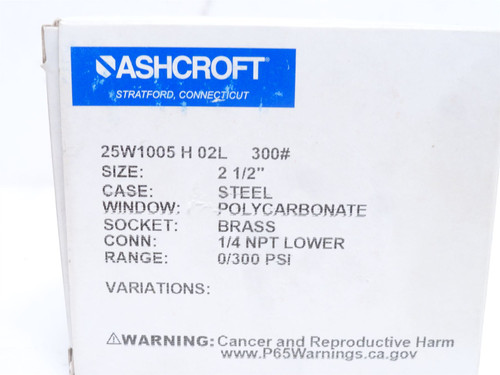 ASHCROFT®
STRATFORD, CONNECTICUT
25W1005 H 02L 300#
SIZE: 2 1/2"
CASE: STEEL
WINDOW: POLYCARBONATE
SOCKET: BRASS
CONN: 1/4 NPT LOWER
RANGE: 0/300 PSI
VARIATIONS:
⚠WARNING: Cancer and Reproductive Harm
www.P65Warnings.ca.gov